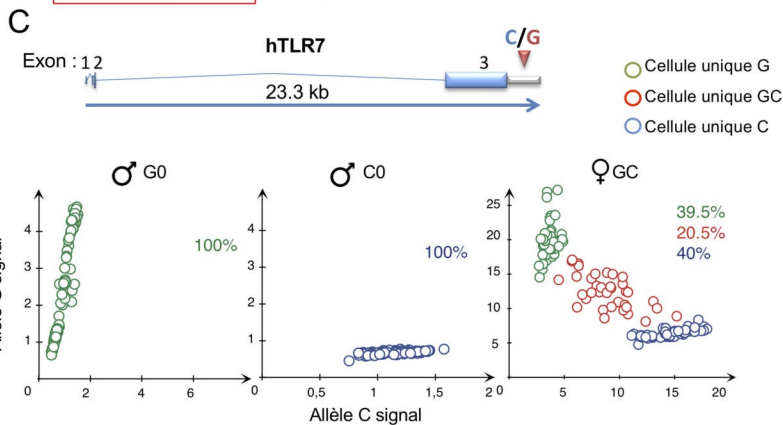 C
hTLR7
C/G
Exon : 1 2
3
23.3 kb
Cellule unique G
Cellule unique GC
Cellule unique C
♂ G0
♂ C0
♀ GC
100%
100%
39.5%
20.5%
40%
4
3
2
1
0
2
4
6
4
3
2
1
0
0,5
1
1,5
2
25
20
15
10
5
0
5
10
15
20
signal
Allèle C signal